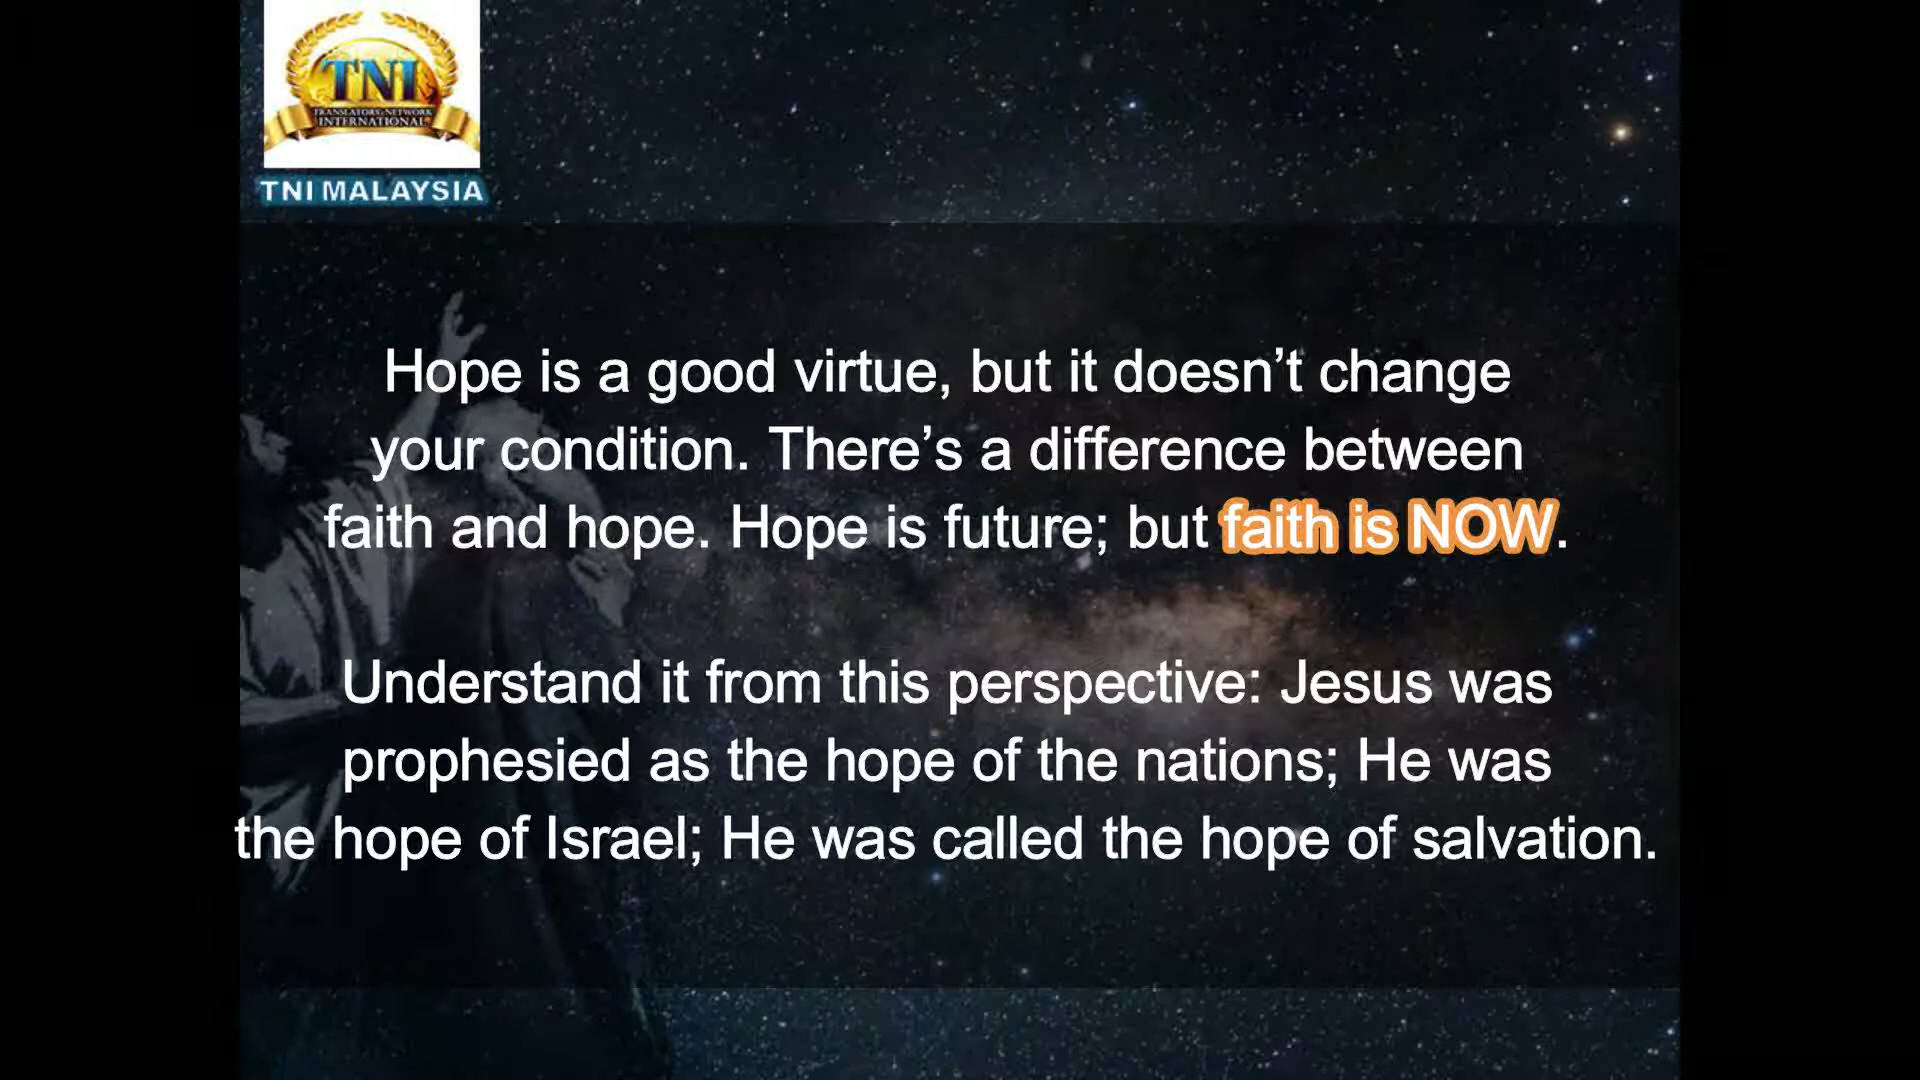 TNI
TRANSLATORS NETWORK
INTERNATIONAL
TNI MALAYSIA
Hope is a good virtue, but it doesn’t change
your condition. There’s a difference between
faith and hope. Hope is future; but faith is NOW.
Understand it from this perspective: Jesus was
prophesied as the hope of the nations; He was
the hope of Israel; He was called the hope of salvation.